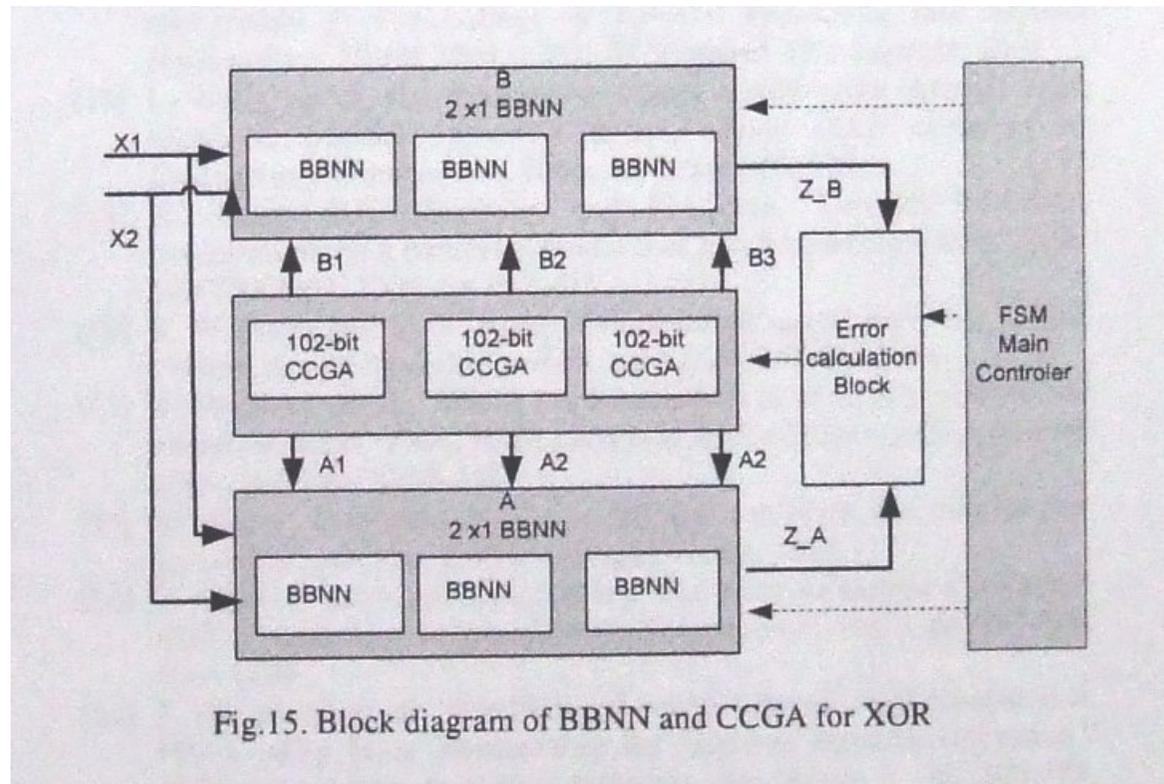 B
2 x1 BBNN
X1
BBNN
BBNN
BBNN
Z_B
X2
B1
B2
B3
102-bit
CCGA
102-bit
CCGA
102-bit
CCGA
Error
calculation
Block
FSM
Main
Controler
A1
A2
A2
A
2 x1 BBNN
Z_A
BBNN
BBNN
BBNN
Fig.15. Block diagram of BBNN and CCGA for XOR